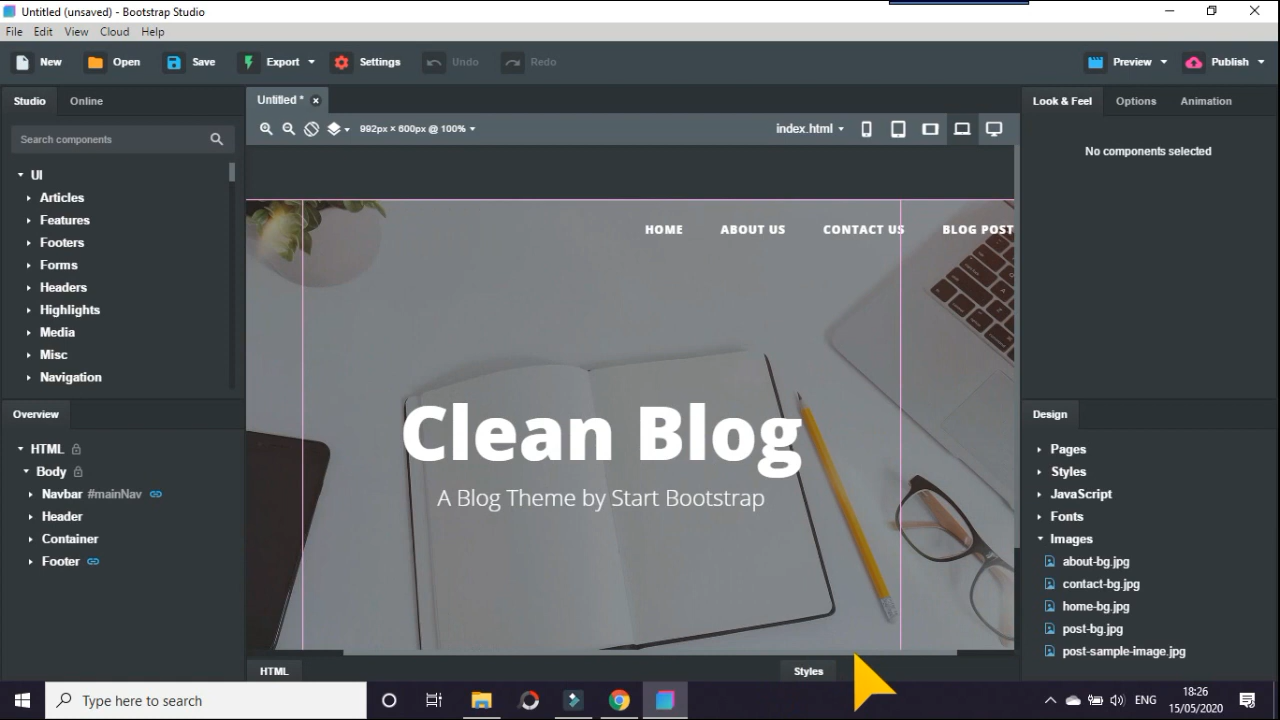 Untitled (unsaved) - Bootstrap Studio
File Edit View Cloud Help
New Open Save Export Settings Undo Redo Preview Publish
Studio Online
Search components
UI
Articles
Features
Footers
Forms
Headers
Highlights
Media
Misc
Navigation
Overview
HTML
Body
Navbar #mainNav
Header
Container
Footer
Untitled *
992px × 600px @ 100%
index.html
HOME ABOUT US CONTACT US BLOG POST
Clean Blog
A Blog Theme by Start Bootstrap
HTML Styles
Look & Feel Options Animation
No components selected
Design
Pages
Styles
JavaScript
Fonts
Images
about-bg.jpg
contact-bg.jpg
home-bg.jpg
post-bg.jpg
post-sample-image.jpg
Type here to search
ENG
18:26
15/05/2020